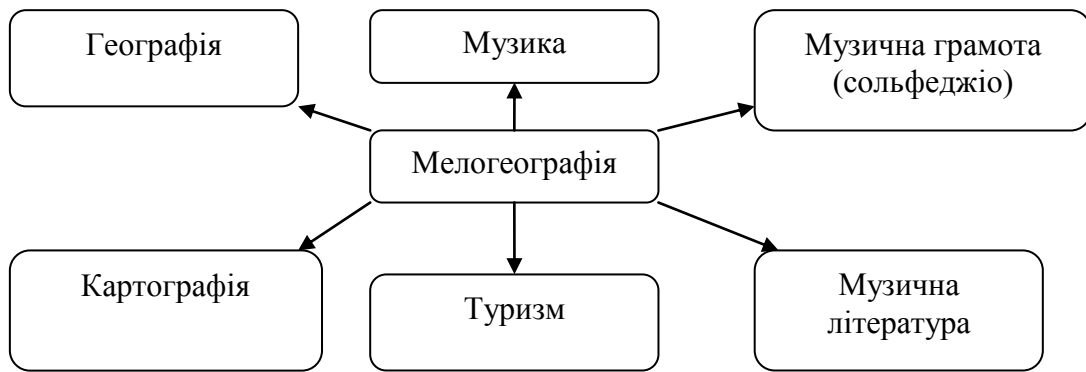 Географія
Музика
Музична грамота
(сольфеджіо)
Мелогеографія
Картографія
Туризм
Музична
література